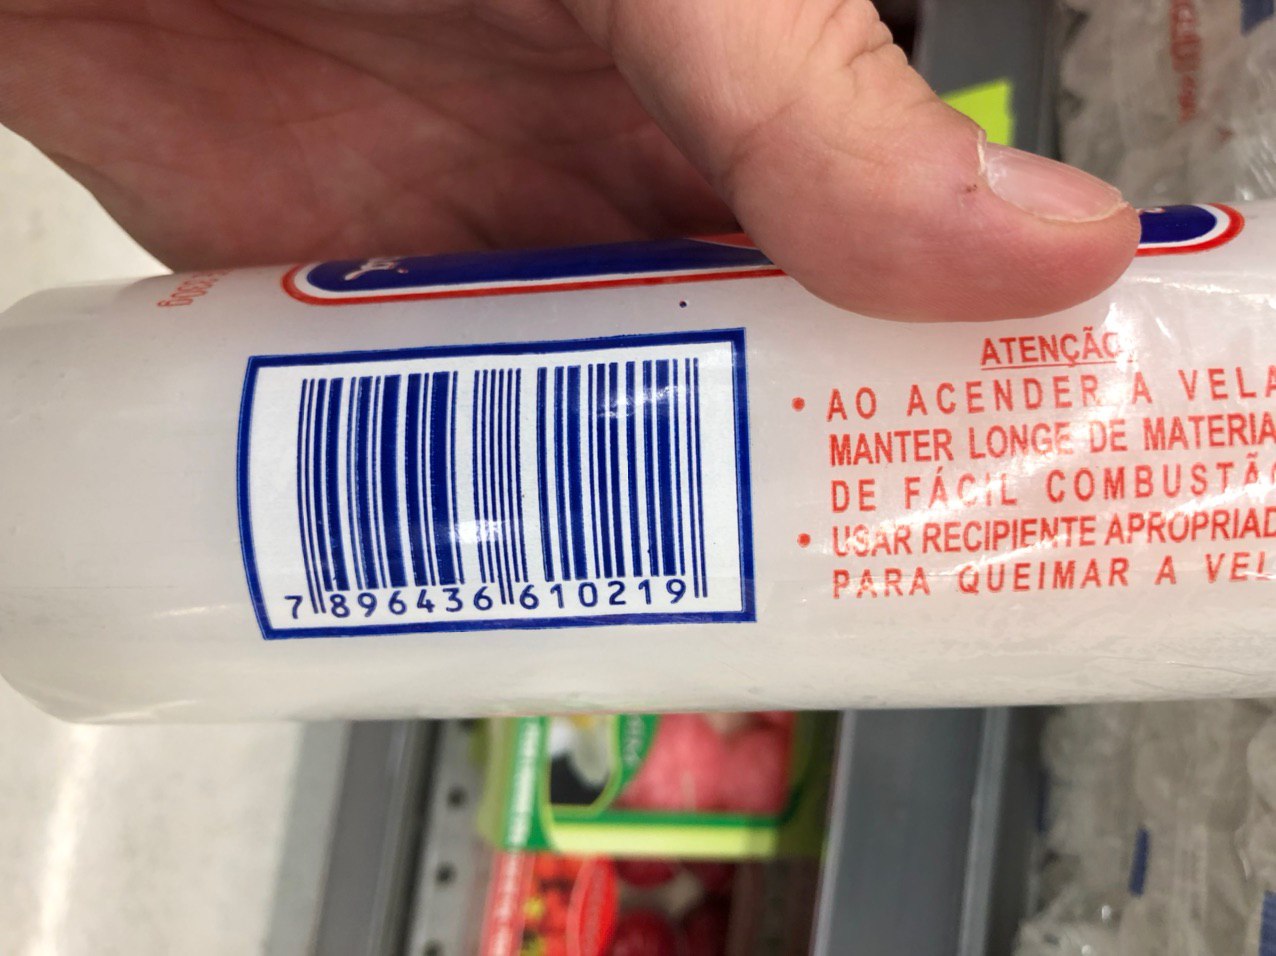 7 896436 610219
ATENÇÃO
• AO ACENDER A VELA
MANTER LONGE DE MATERIA
DE FÁCIL COMBUSTÃO
• USAR RECIPIENTE APROPRIAD
PARA QUEIMAR A VEL